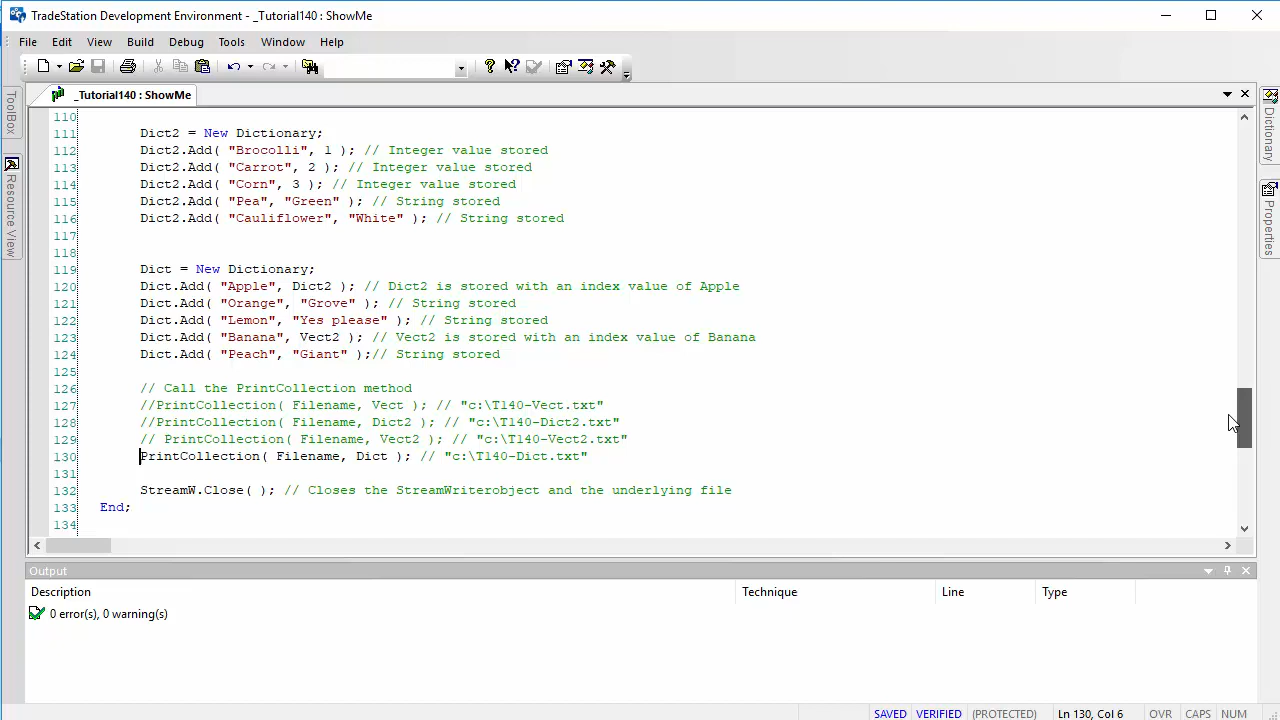 TradeStation Development Environment - _Tutorial140 : ShowMe
File Edit View Build Debug Tools Window Help
_Tutorial140 : ShowMe
ToolBox
Resource View
Dictionary
Properties
110
111 Dict2 = New Dictionary;
112 Dict2.Add( "Brocolli", 1 ); // Integer value stored
113 Dict2.Add( "Carrot", 2 ); // Integer value stored
114 Dict2.Add( "Corn", 3 ); // Integer value stored
115 Dict2.Add( "Pea", "Green" ); // String stored
116 Dict2.Add( "Cauliflower", "White" ); // String stored
117
118
119 Dict = New Dictionary;
120 Dict.Add( "Apple", Dict2 ); // Dict2 is stored with an index value of Apple
121 Dict.Add( "Orange", "Grove" ); // String stored
122 Dict.Add( "Lemon", "Yes please" ); // String stored
123 Dict.Add( "Banana", Vect2 ); // Vect2 is stored with an index value of Banana
124 Dict.Add( "Peach", "Giant" );// String stored
125
126 // Call the PrintCollection method
127 //PrintCollection( Filename, Vect ); // "c:\T140-Vect.txt"
128 //PrintCollection( Filename, Dict2 ); // "c:\T140-Dict2.txt"
129 // PrintCollection( Filename, Vect2 ); // "c:\T140-Vect2.txt"
130 PrintCollection( Filename, Dict ); // "c:\T140-Dict.txt"
131
132 StreamW.Close( ); // Closes the StreamWriterobject and the underlying file
133 End;
134
Output
Description Technique Line Type
0 error(s), 0 warning(s)
SAVED VERIFIED (PROTECTED) Ln 130, Col 6 OVR CAPS NUM